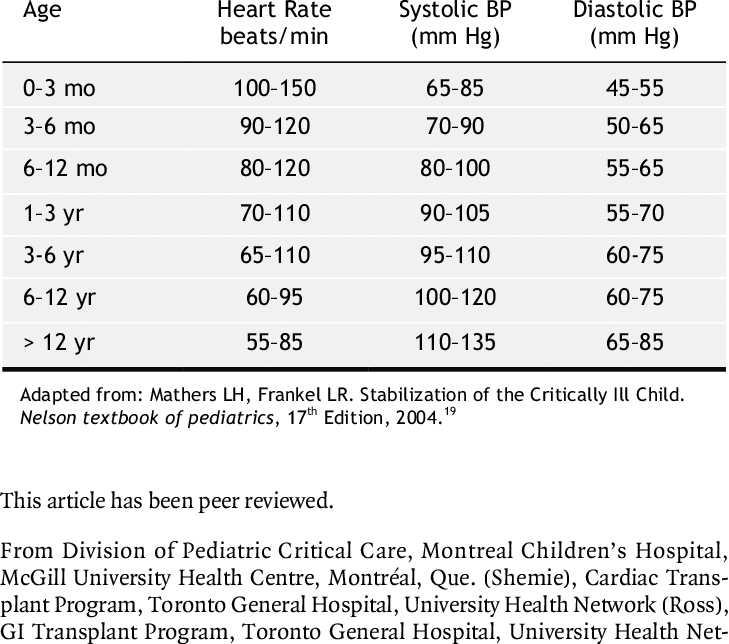 Age Heart Rate Systolic BP Diastolic BP
beats/min (mm Hg) (mm Hg)
0–3 mo 100–150 65–85 45–55
3–6 mo 90–120 70–90 50–65
6–12 mo 80–120 80–100 55–65
1–3 yr 70–110 90–105 55–70
3-6 yr 65–110 95–110 60-75
6–12 yr 60–95 100–120 60–75
> 12 yr 55–85 110–135 65–85
Adapted from: Mathers LH, Frankel LR. Stabilization of the Critically Ill Child.
Nelson textbook of pediatrics, 17th Edition, 2004.19
This article has been peer reviewed.
From Division of Pediatric Critical Care, Montreal Children’s Hospital,
McGill University Health Centre, Montréal, Que. (Shemie), Cardiac Trans-
plant Program, Toronto General Hospital, University Health Network (Ross),
GI Transplant Program, Toronto General Hospital, University Health Net-